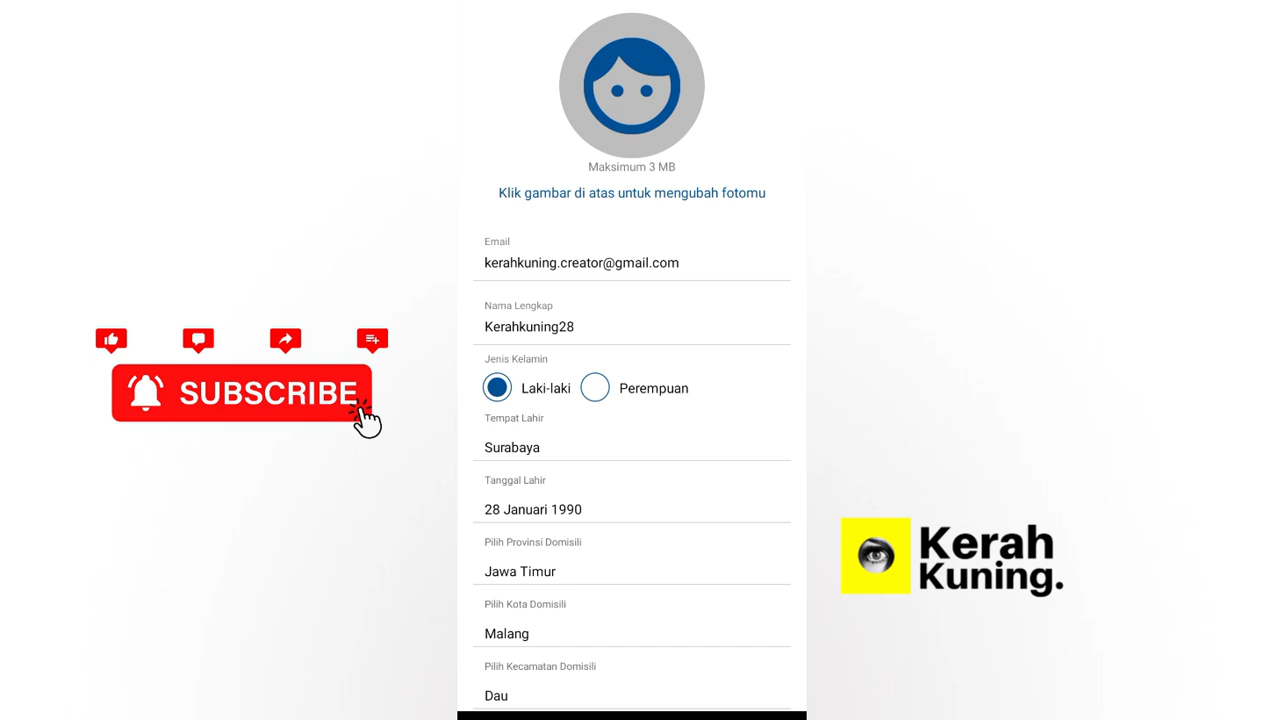 Maksimum 3 MB
Klik gambar di atas untuk mengubah fotomu
Email
kerahkuning.creator@gmail.com
Nama Lengkap
Kerahkuning28
Jenis Kelamin
Laki-laki Perempuan
Tempat Lahir
Surabaya
Tanggal Lahir
28 Januari 1990
Pilih Provinsi Domisili
Jawa Timur
Pilih Kota Domisili
Malang
Pilih Kecamatan Domisili
Dau
SUBSCRIBE
Kerah
Kuning.